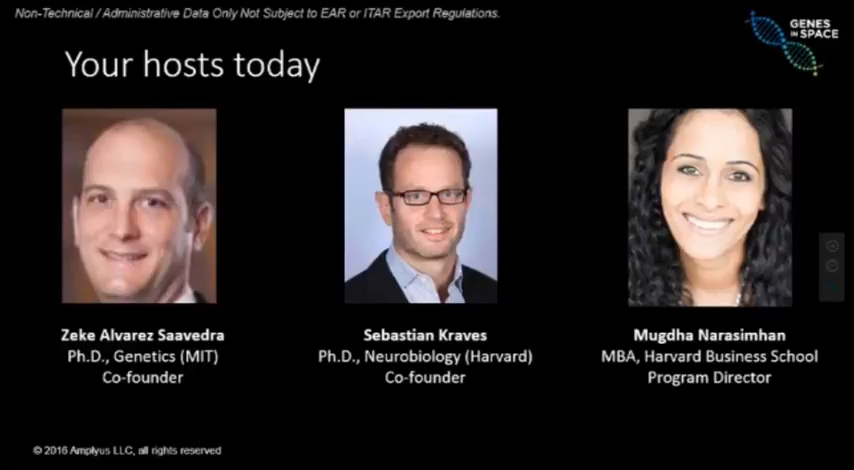 Non-Technical / Administrative Data Only Not Subject to EAR or ITAR Export Regulations.
GENES
IN SPACE
Your hosts today
Zeke Alvarez Saavedra
Ph.D., Genetics (MIT)
Co-founder
Sebastian Kraves
Ph.D., Neurobiology (Harvard)
Co-founder
Mugdha Narasimhan
MBA, Harvard Business School
Program Director
© 2016 Amplyus LLC, all rights reserved